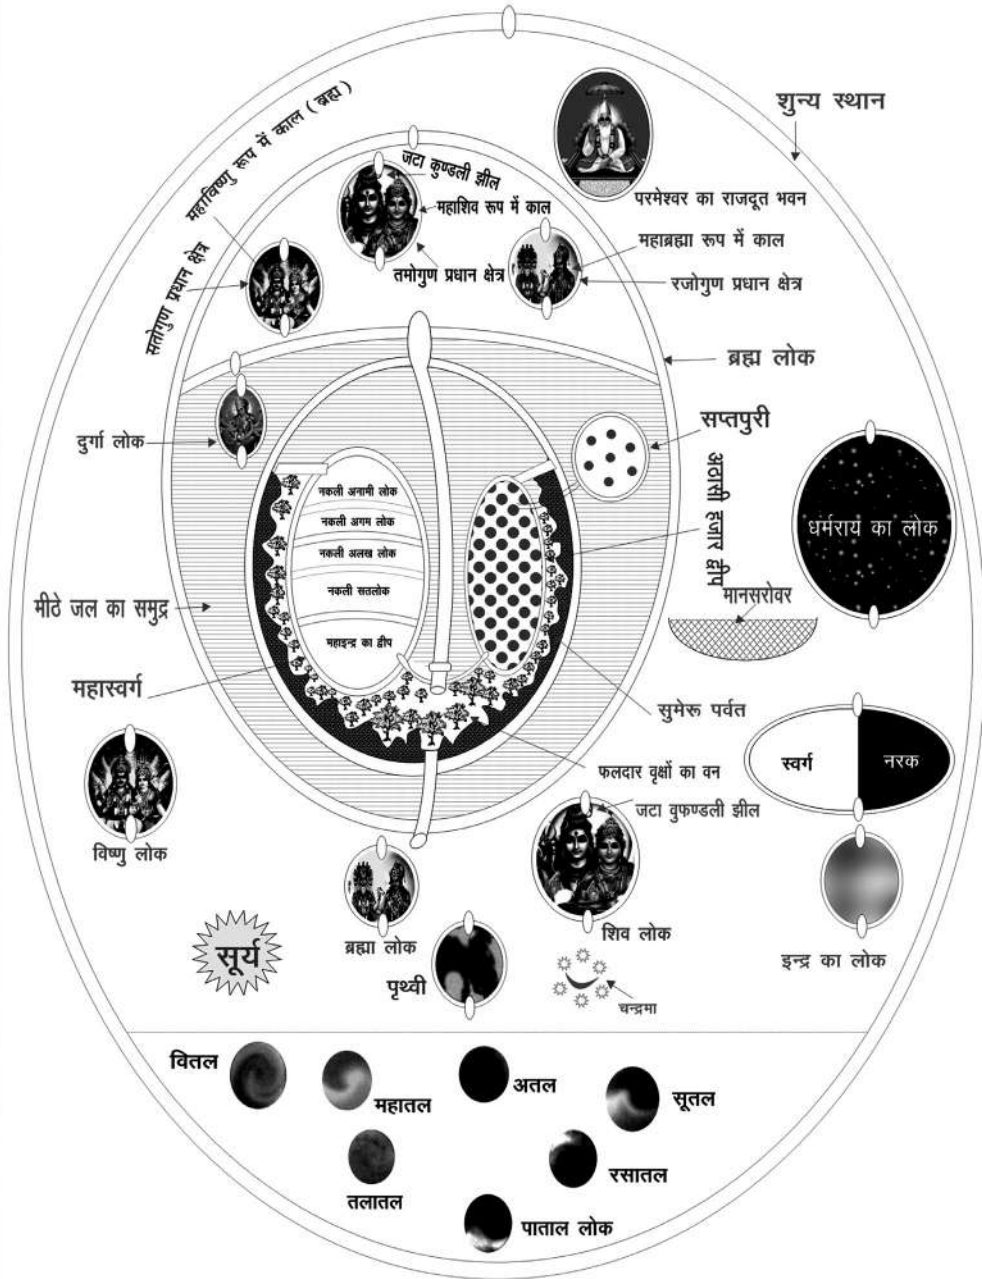 शुन्य स्थान
महाविष्णु रूप में काल (ब्रह्म)
जटा कुण्डली झील
महाशिव रूप में काल
परमेश्वर का राजदूत भवन
महाब्रह्मा रूप में काल
तमोगुण प्रधान क्षेत्र
रजोगुण प्रधान क्षेत्र
सतोगुण प्रधान क्षेत्र
ब्रह्म लोक
सप्तपुरी
दुर्गा लोक
अठासी हजार द्वीप
नकली अनामी लोक
नकली अगम लोक
नकली अलख लोक
नकली सतलोक
महाइन्द्र का द्वीप
धर्मराय का लोक
मानसरोवर
मीठे जल का समुद्र
महास्वर्ग
सुमेरू पर्वत
स्वर्ग
नरक
फलदार वृक्षों का वन
जटा वुफण्डली झील
विष्णु लोक
ब्रह्मा लोक
शिव लोक
इन्द्र का लोक
सूर्य
पृथ्वी
चन्द्रमा
वितल
महातल
अतल
सूतल
तलातल
रसातल
पाताल लोक